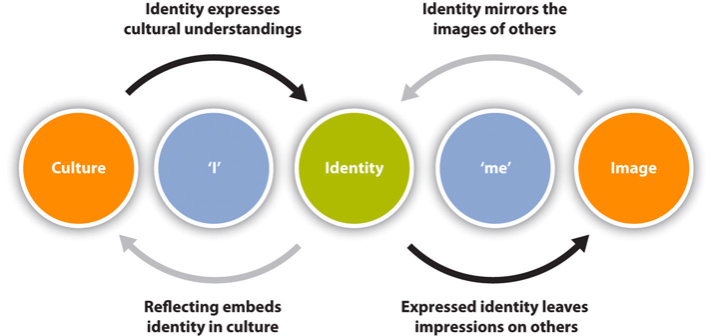 Identity expresses
cultural understandings
Identity mirrors the
images of others
Culture
‘I’
Identity
‘me’
Image
Reflecting embeds
identity in culture
Expressed identity leaves
impressions on others